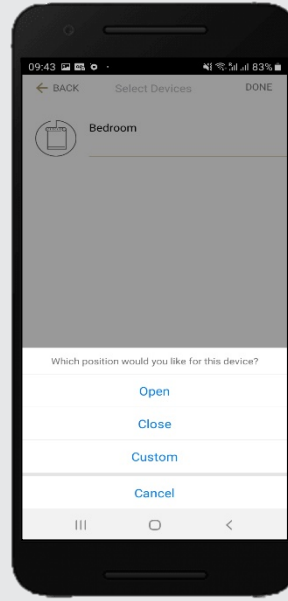 09:43 83%
BACK Select Devices DONE
Bedroom
Which position would you like for this device?
Open
Close
Custom
Cancel